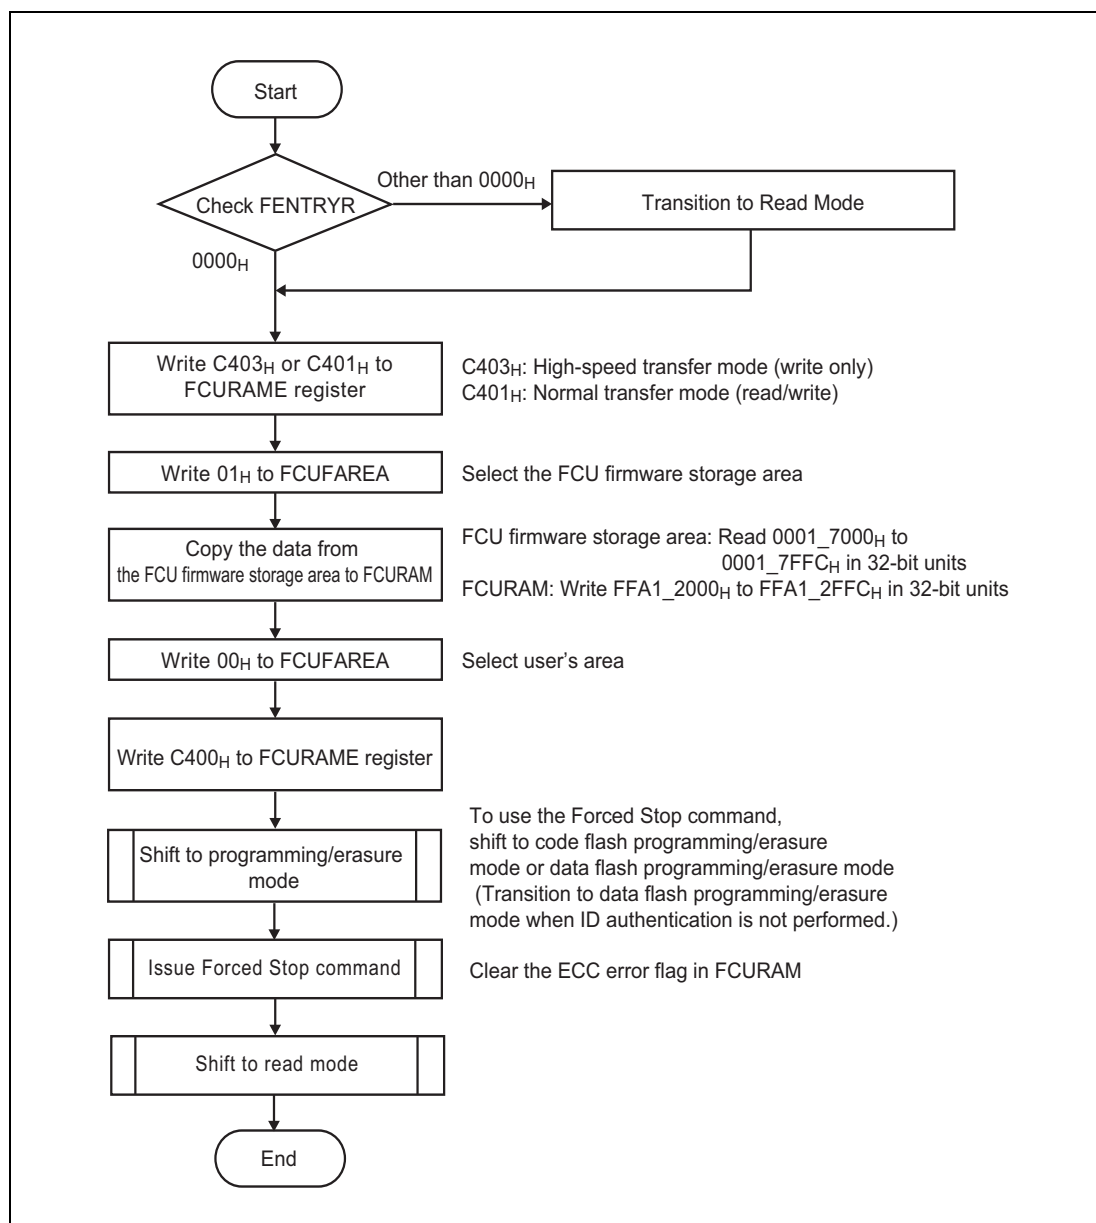 Start
Other than 0000H
Check FENTRYR
Transition to Read Mode
0000H
Write C403H or C401H to
FCURAME register
C403H: High-speed transfer mode (write only)
C401H: Normal transfer mode (read/write)
Write 01H to FCUFAREA
Select the FCU firmware storage area
Copy the data from
the FCU firmware storage area to FCURAM
FCU firmware storage area: Read 0001_7000H to
0001_7FFCH in 32-bit units
FCURAM: Write FFA1_2000H to FFA1_2FFCH in 32-bit units
Write 00H to FCUFAREA
Select user's area
Write C400H to FCURAME register
Shift to programming/erasure
mode
To use the Forced Stop command,
shift to code flash programming/erasure
mode or data flash programming/erasure mode
(Transition to data flash programming/erasure
mode when ID authentication is not performed.)
Issue Forced Stop command
Clear the ECC error flag in FCURAM
Shift to read mode
End